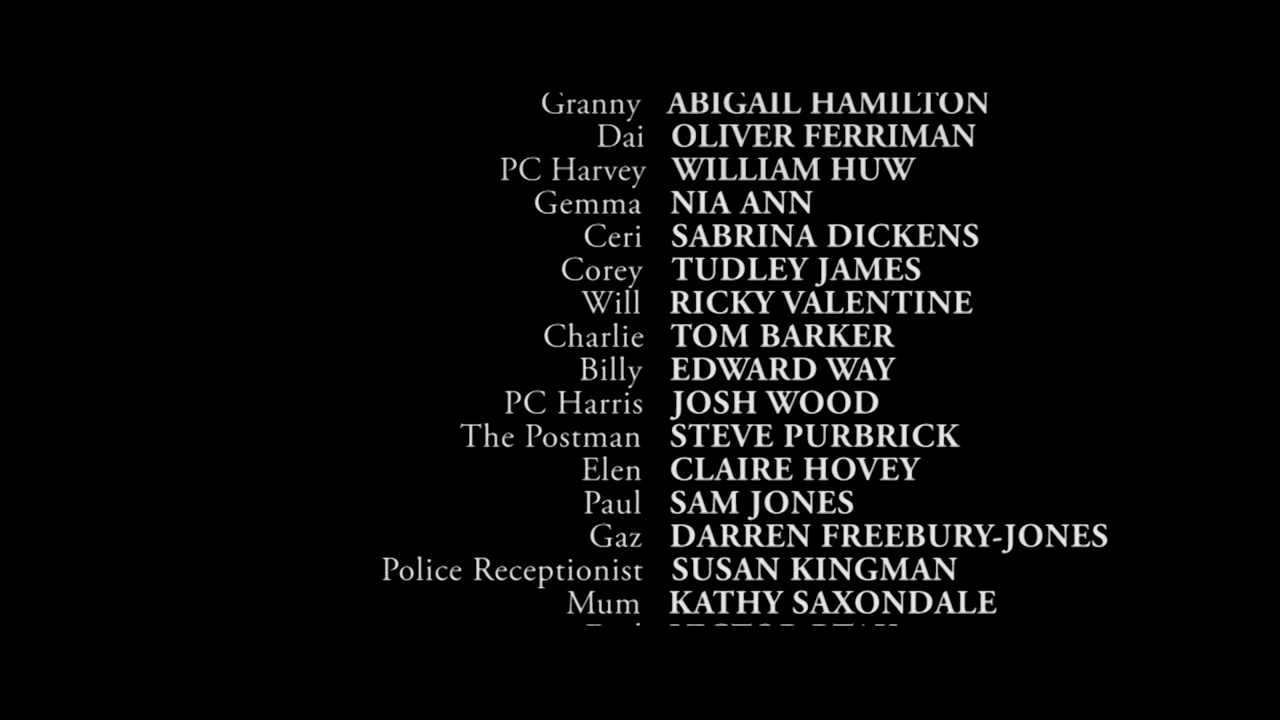 Granny ABIGAIL HAMILTON
Dai OLIVER FERRIMAN
PC Harvey WILLIAM HUW
Gemma NIA ANN
Ceri SABRINA DICKENS
Corey TUDLEY JAMES
Will RICKY VALENTINE
Charlie TOM BARKER
Billy EDWARD WAY
PC Harris JOSH WOOD
The Postman STEVE PURBRICK
Elen CLAIRE HOVEY
Paul SAM JONES
Gaz DARREN FREEBURY-JONES
Police Receptionist SUSAN KINGMAN
Mum KATHY SAXONDALE